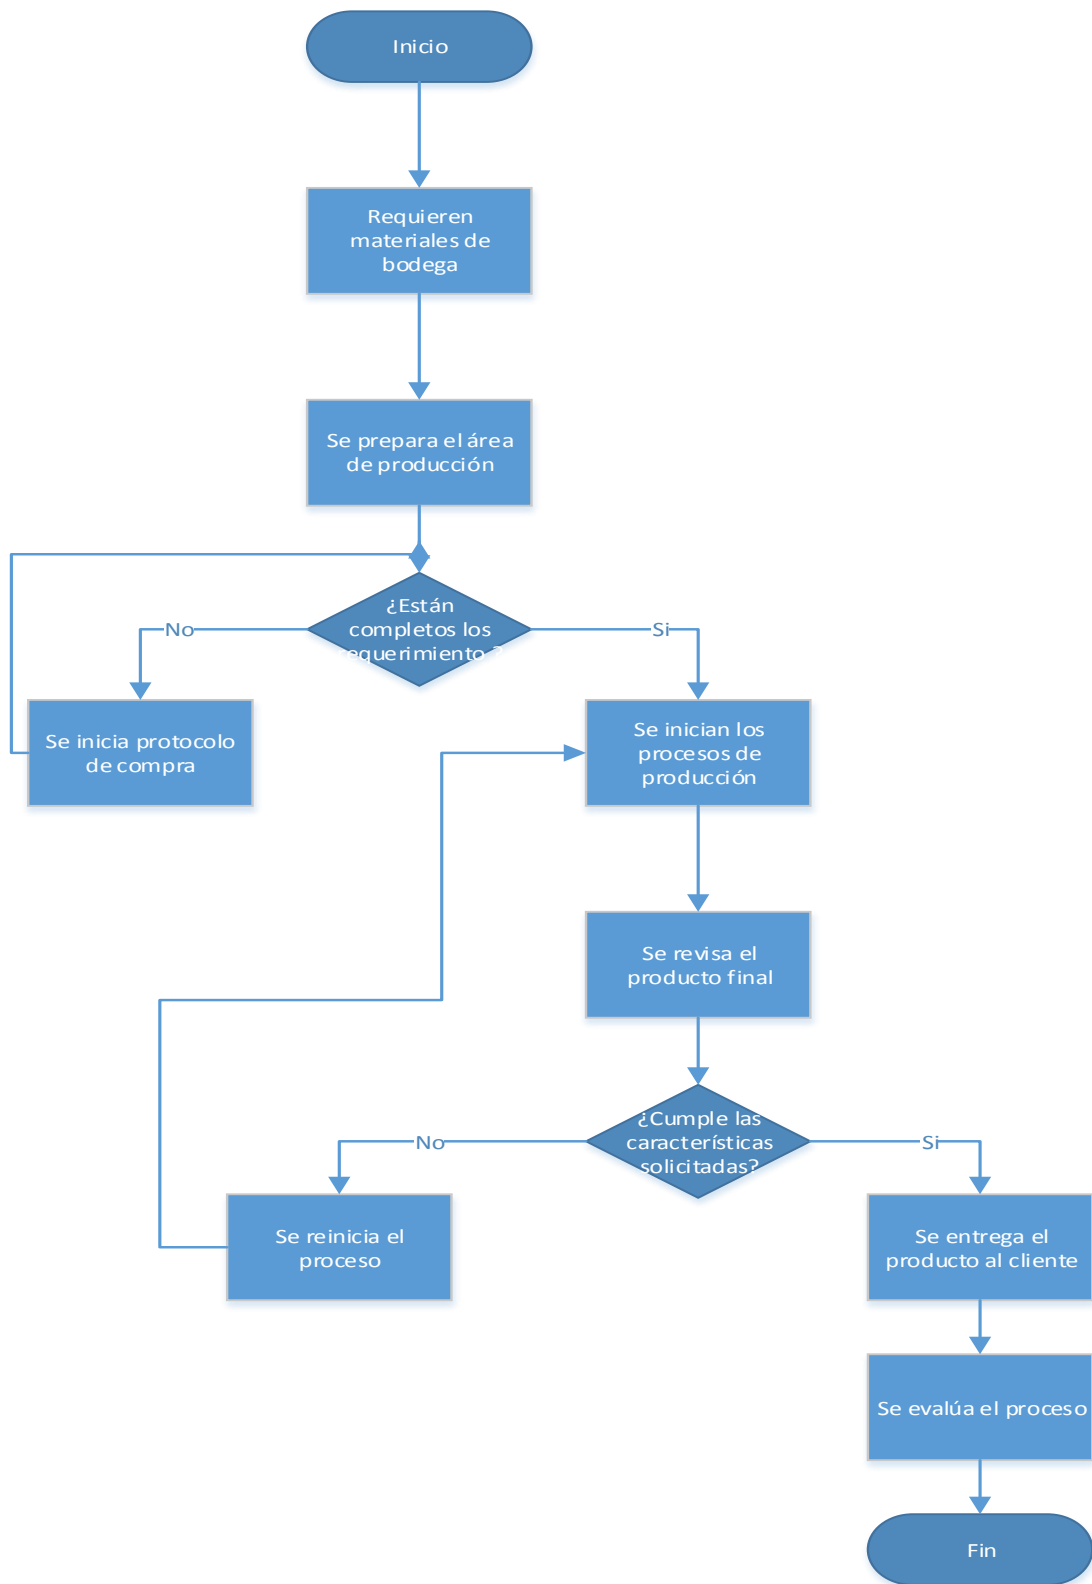 Inicio
Requieren
materiales de
bodega
Se prepara el área
de producción
¿Están
completos los
requerimiento ?
No
Si
Se inicia protocolo
de compra
Se inician los
procesos de
producción
Se revisa el
producto final
¿Cumple las
características
solicitadas?
No
Si
Se reinicia el
proceso
Se entrega el
producto al cliente
Se evalúa el proceso
Fin